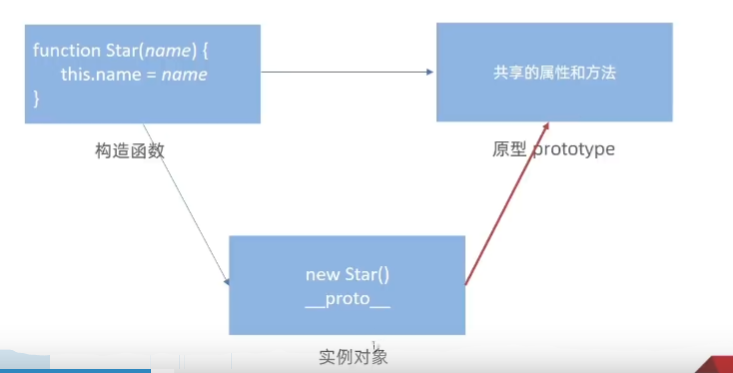 function Star(name) {
this.name = name
}
共享的属性和方法
构造函数
原型 prototype
new Star()
__proto__
实例对象